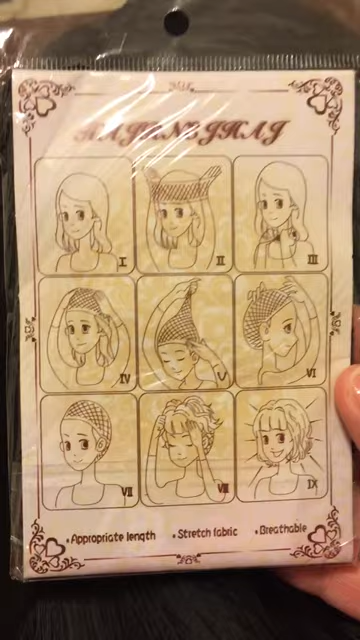 I II III
IV V VI
VII VIII IX
• Appropriate length • Stretch fabric • Breathable